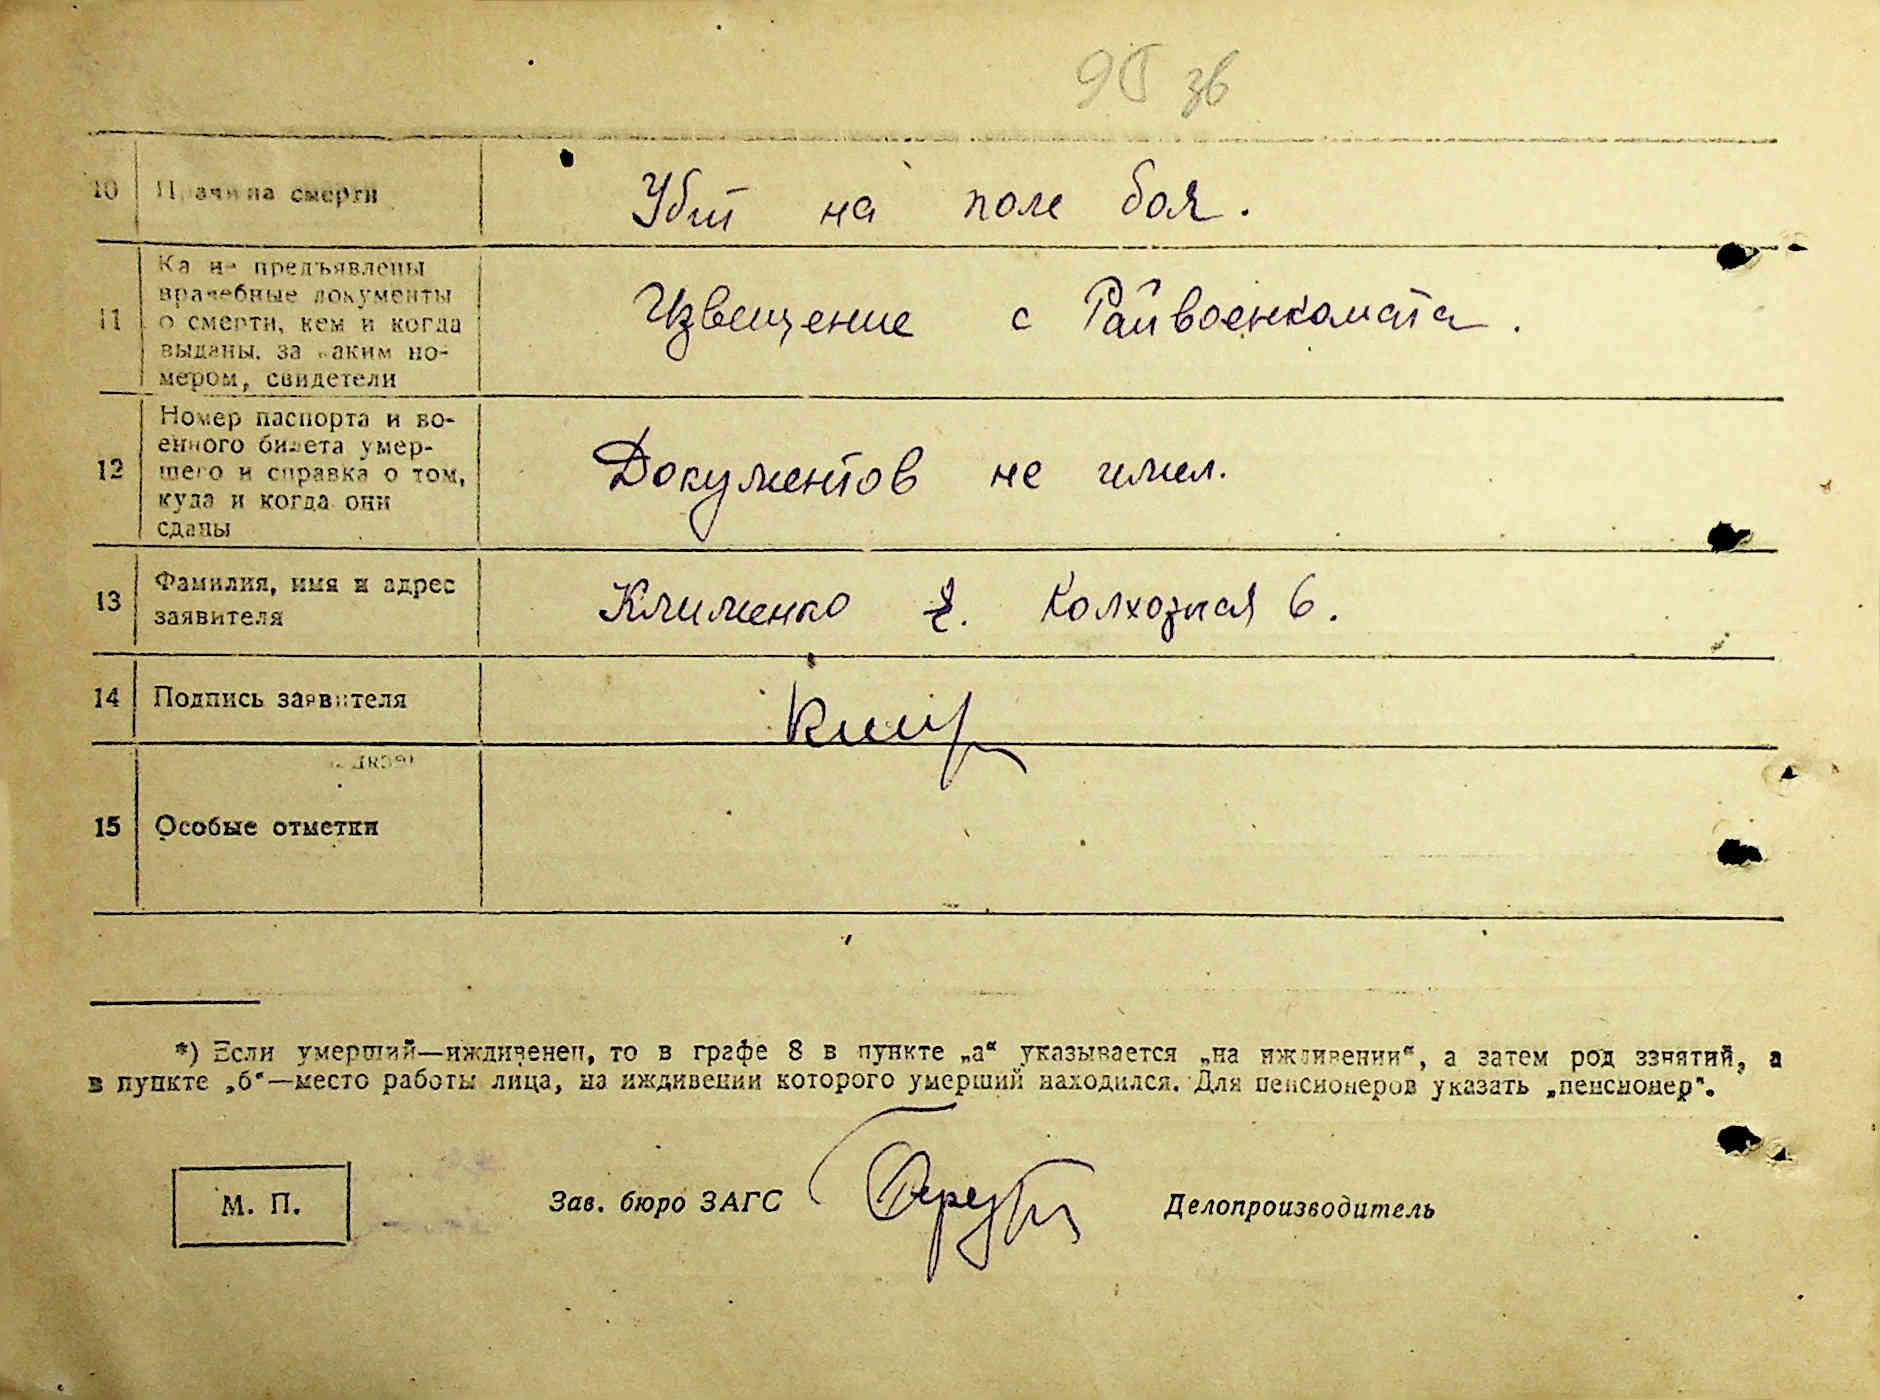 10 Причина смерти Убит на поле боя.
Какие предъявлены
врачебные документы
11 о смерти, кем и когда Извещение с Райвоенкомата.
выданы, за каким но-
мером, свидетели
Номер паспорта и во-
енного билета умер-
12 шего и справка о том, Документов не имел.
куда и когда они
сданы
13 Фамилия, имя и адрес Клименко Колхозная 6.
заявителя
14 Подпись заявителя
15 Особые отметки
*) Если умерший—иждивенец, то в графе 8 в пункте „а“ указывается „на иждивении“, а затем род занятий, а
в пункте „б“—место работы лица, на иждивении которого умерший находился. Для пенсионеров указать „пенсионер“.
М. П. Зав. бюро ЗАГС Делопроизводитель